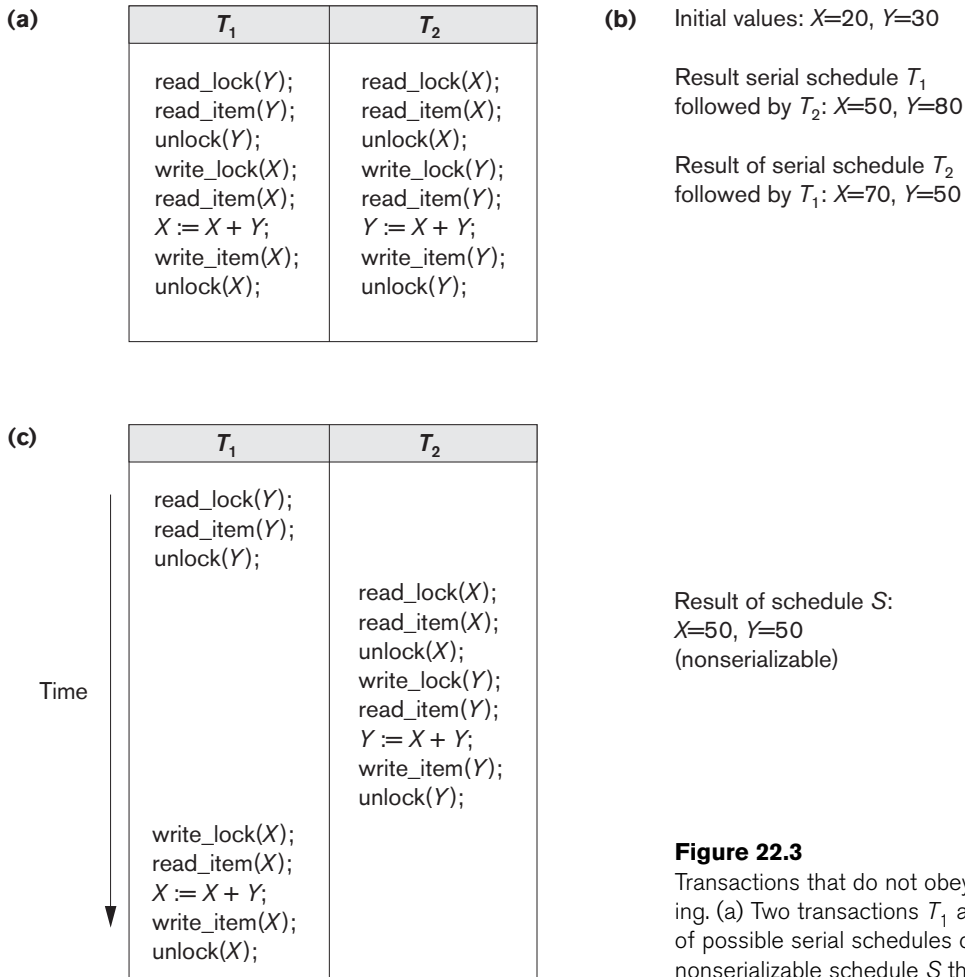 (a)
T1 T2
read_lock(Y); read_lock(X);
read_item(Y); read_item(X);
unlock(Y); unlock(X);
write_lock(X); write_lock(Y);
read_item(X); read_item(Y);
X := X + Y; Y := X + Y;
write_item(X); write_item(Y);
unlock(X); unlock(Y);
(b) Initial values: X=20, Y=30
Result serial schedule T1
followed by T2: X=50, Y=80
Result of serial schedule T2
followed by T1: X=70, Y=50
(c)
T1 T2
Time
read_lock(Y);
read_item(Y);
unlock(Y);
read_lock(X);
read_item(X);
unlock(X);
write_lock(Y);
read_item(Y);
Y := X + Y;
write_item(Y);
unlock(Y);
write_lock(X);
read_item(X);
X := X + Y;
write_item(X);
unlock(X);
Result of schedule S:
X=50, Y=50
(nonserializable)
Figure 22.3
Transactions that do not obey
ing. (a) Two transactions T1
of possible serial schedules
nonserializable schedule S